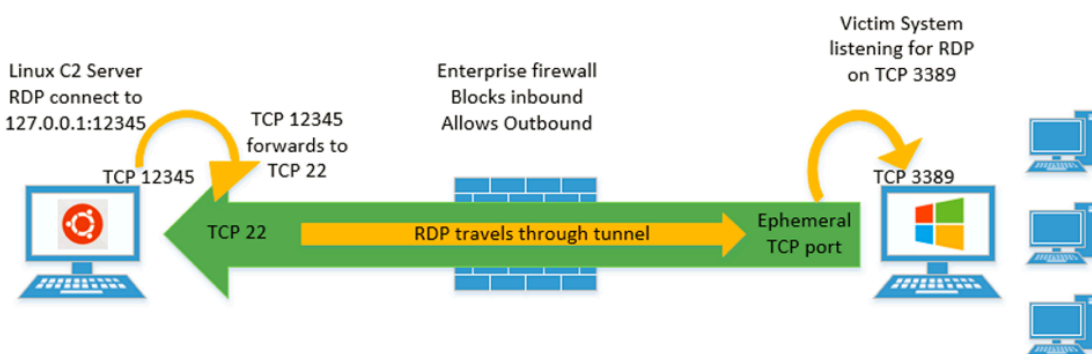 Linux C2 Server
RDP connect to
127.0.0.1:12345
TCP 12345
forwards to
TCP 22
TCP 12345
Enterprise firewall
Blocks inbound
Allows Outbound
Victim System
listening for RDP
on TCP 3389
TCP 3389
TCP 22
RDP travels through tunnel
Ephemeral
TCP port